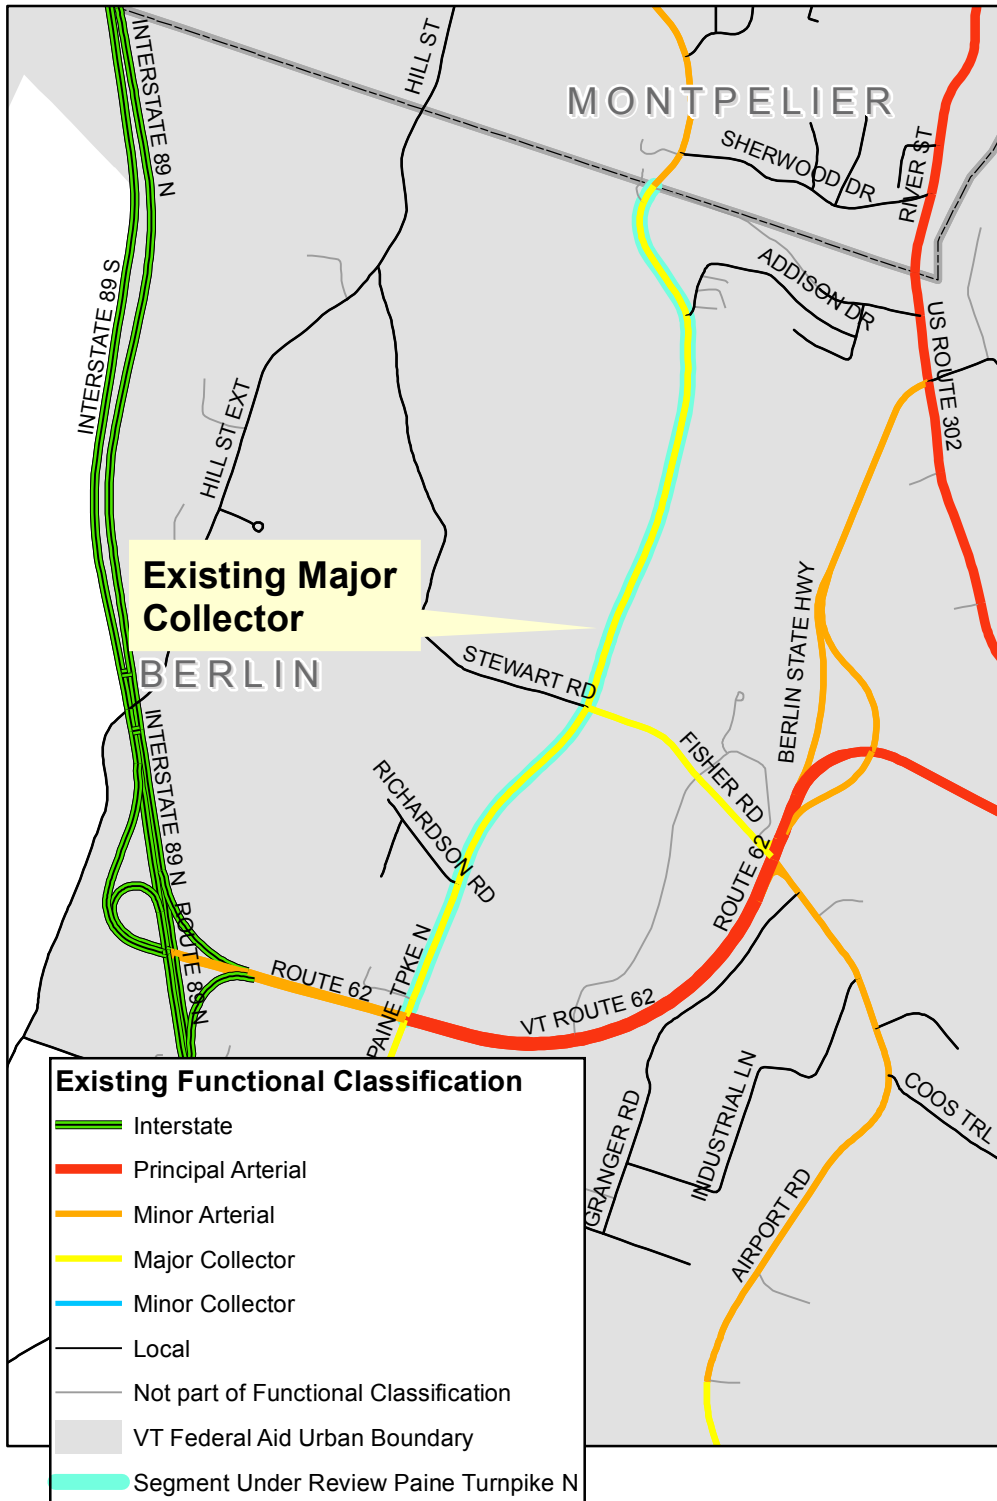 INTERSTATE 89 N
HILL ST
MONTPELIER
SHERWOOD DR
RIVER ST
INTERSTATE 89 S
ADDISON DR
US ROUTE 302
HILL ST EXT
Existing Major
Collector
BERLIN
STEWART RD
BERLIN STATE HWY
INTERSTATE 89 N
FISHER RD
RICHARDSON RD
ROUTE 62
ROUTE 89 N
ROUTE 62
PAINE TPKE N
VT ROUTE 62
GRANGER RD
INDUSTRIAL LN
COOS TRL
AIRPORT RD
Existing Functional Classification
Interstate
Principal Arterial
Minor Arterial
Major Collector
Minor Collector
Local
Not part of Functional Classification
VT Federal Aid Urban Boundary
Segment Under Review Paine Turnpike N